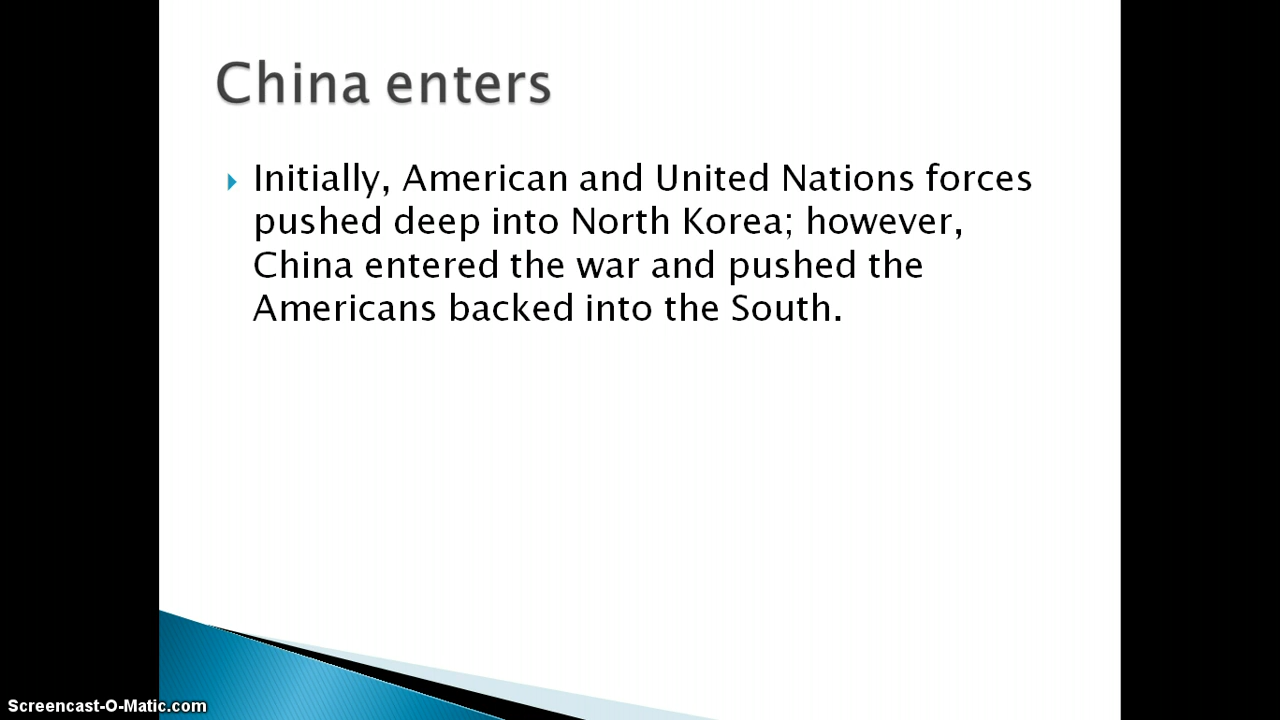 China enters
Initially, American and United Nations forces
pushed deep into North Korea; however,
China entered the war and pushed the
Americans backed into the South.
Screencast-O-Matic.com